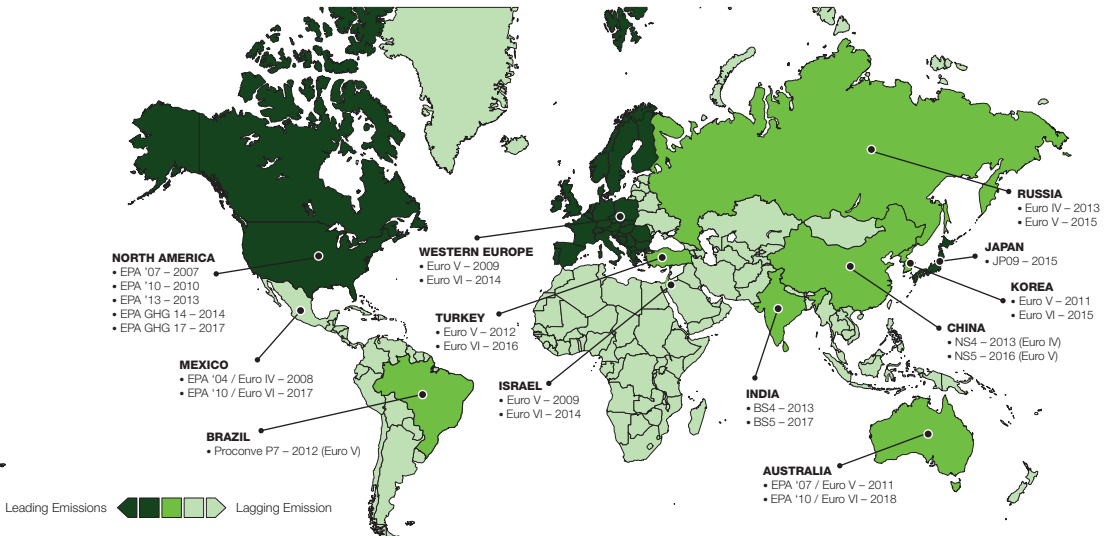 NORTH AMERICA
• EPA '07 – 2007
• EPA '10 – 2010
• EPA '13 – 2013
• EPA GHG 14 – 2014
• EPA GHG 17 – 2017
MEXICO
• EPA '04 / Euro IV – 2008
• EPA '10 / Euro VI – 2017
BRAZIL
• Proconve P7 – 2012 (Euro V)
WESTERN EUROPE
• Euro V – 2009
• Euro VI – 2014
TURKEY
• Euro V – 2012
• Euro VI – 2016
ISRAEL
• Euro V – 2009
• Euro VI – 2014
RUSSIA
• Euro IV – 2013
• Euro V – 2015
JAPAN
• JP09 – 2015
KOREA
• Euro V – 2011
• Euro VI – 2015
CHINA
• NS4 – 2013 (Euro IV)
• NS5 – 2016 (Euro V)
INDIA
• BS4 – 2013
• BS5 – 2017
AUSTRALIA
• EPA '07 / Euro V – 2011
• EPA '10 / Euro VI – 2018
Leading Emissions
Lagging Emission